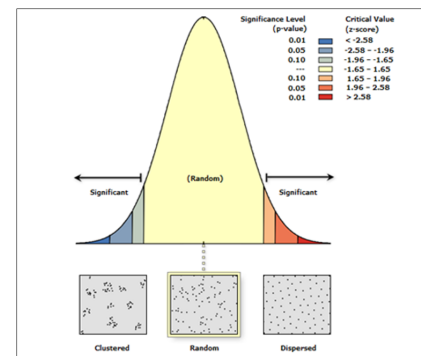 Significance Level Critical Value
(p-value) (z-score)
0.01 < -2.58
0.05 -2.58 – -1.96
0.10 -1.96 – -1.65
--- -1.65 – 1.65
0.10 1.65 – 1.96
0.05 1.96 – 2.58
0.01 > 2.58
(Random)
Significant Significant
Clustered Random Dispersed